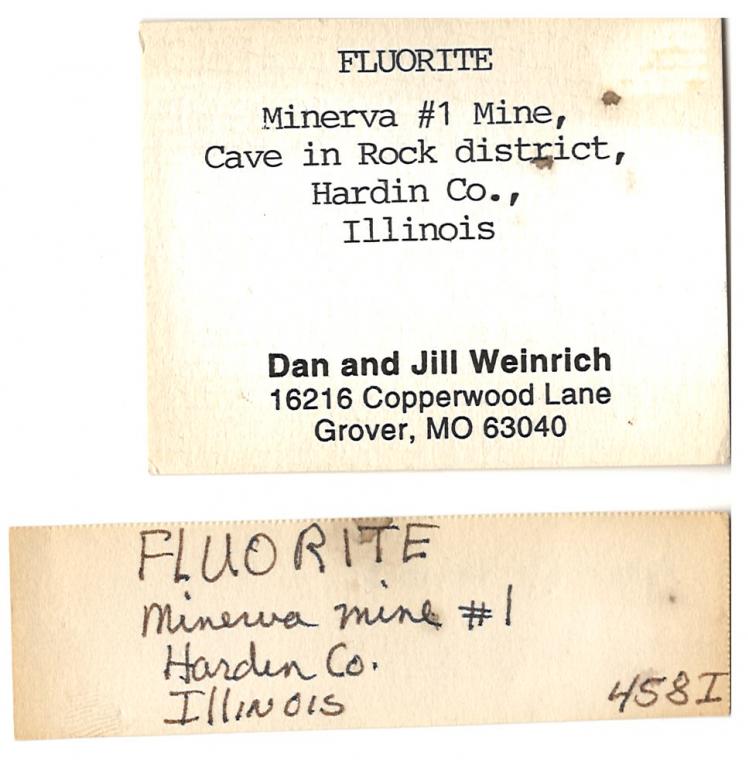 FLUORITE
Minerva #1 Mine,
Cave in Rock district,
Hardin Co.,
Illinois
Dan and Jill Weinrich
16216 Copperwood Lane
Grover, MO 63040
FLUORITE
Minerva mine #1
Harden Co.
ILLINOIS
458I